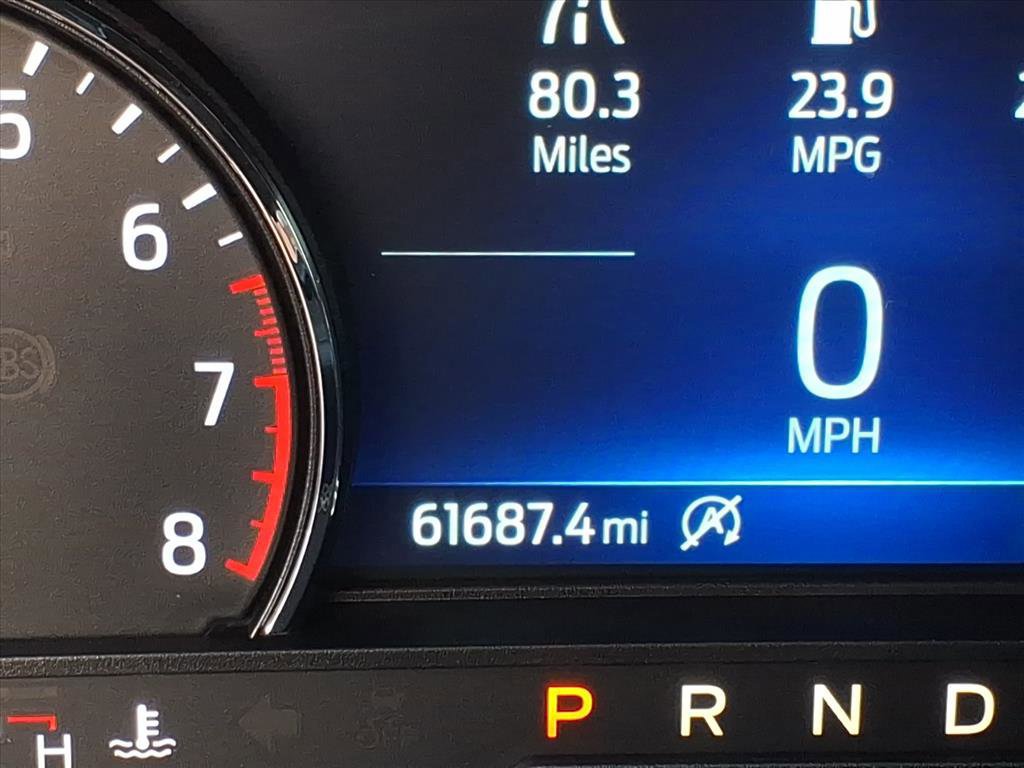 5
6
7
8
80.3
Miles
23.9
MPG
0
MPH
61687.4 mi
H
P R N D